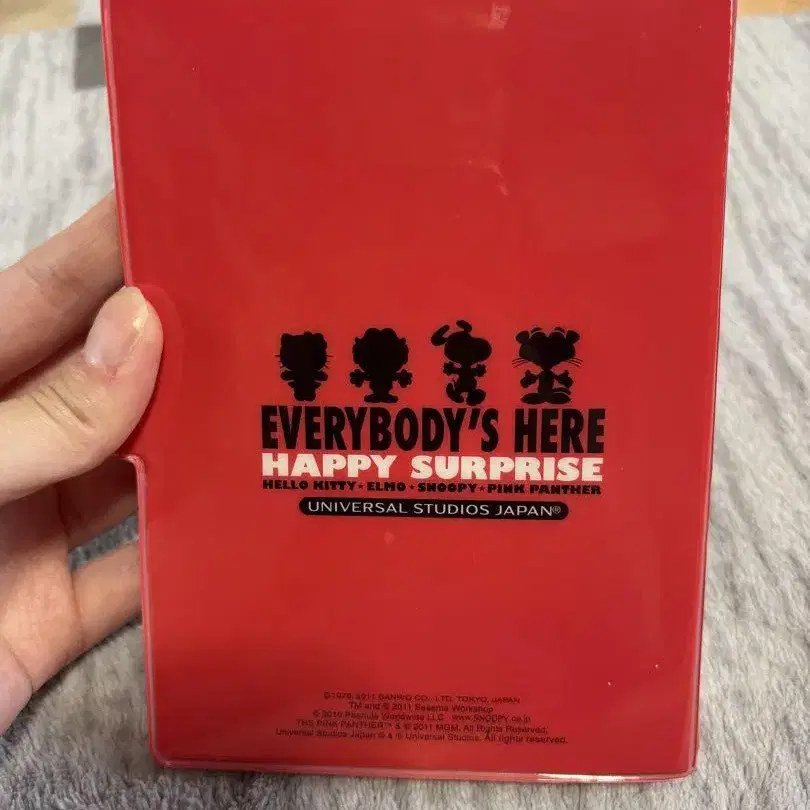 EVERYBODY'S HERE
HAPPY SURPRISE
HELLO KITTY★ELMO★SNOOPY★PINK PANTHER
UNIVERSAL STUDIOS JAPAN®
©1976, 2011 SANRIO CO., LTD. TOKYO, JAPAN
TM and © 2011 Sesame Workshop
© 2010 Peanuts Worldwide LLC www.SNOOPY.co.jp
THE PINK PANTHER™ & © 2011 MGM. All Rights Reserved.
Universal Studios Japan ® & © Universal Studios. All rights reserved.